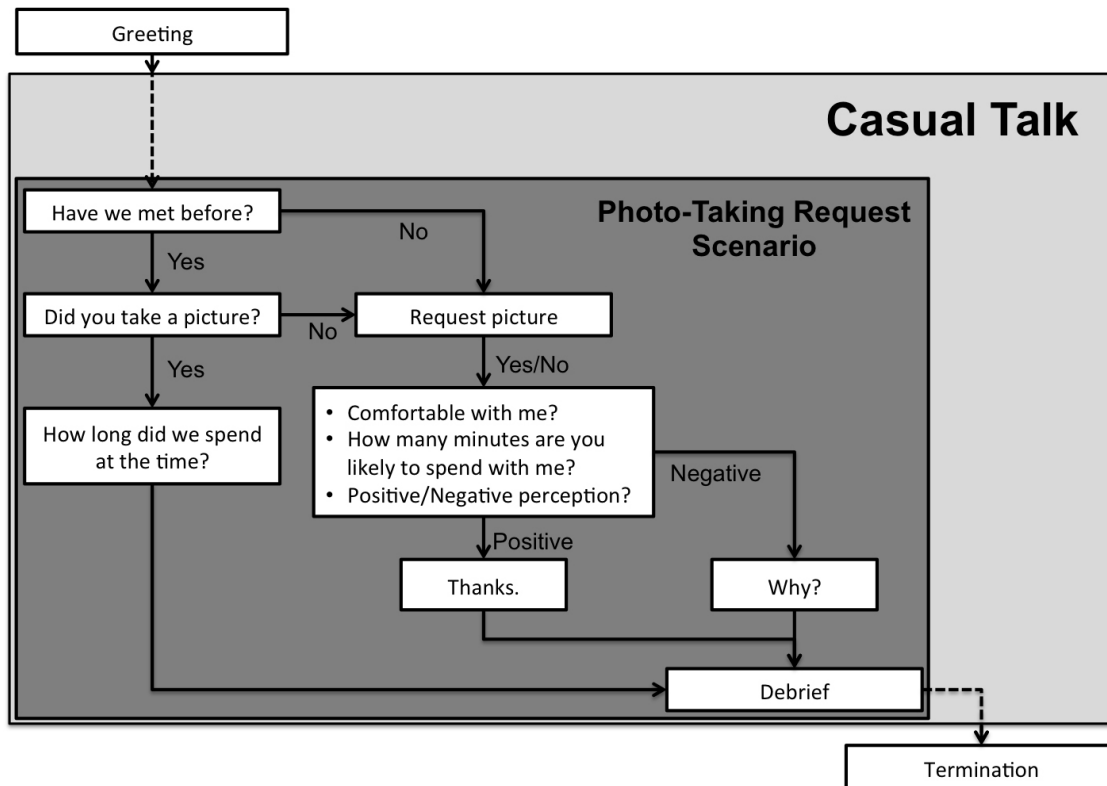 Greeting
Casual Talk
Photo-Taking Request
Scenario
Have we met before?
No
Yes
Did you take a picture?
No
Request picture
Yes
Yes/No
How long did we spend
at the time?
• Comfortable with me?
• How many minutes are you
likely to spend with me?
• Positive/Negative perception?
Negative
Positive
Thanks.
Why?
Debrief
Termination